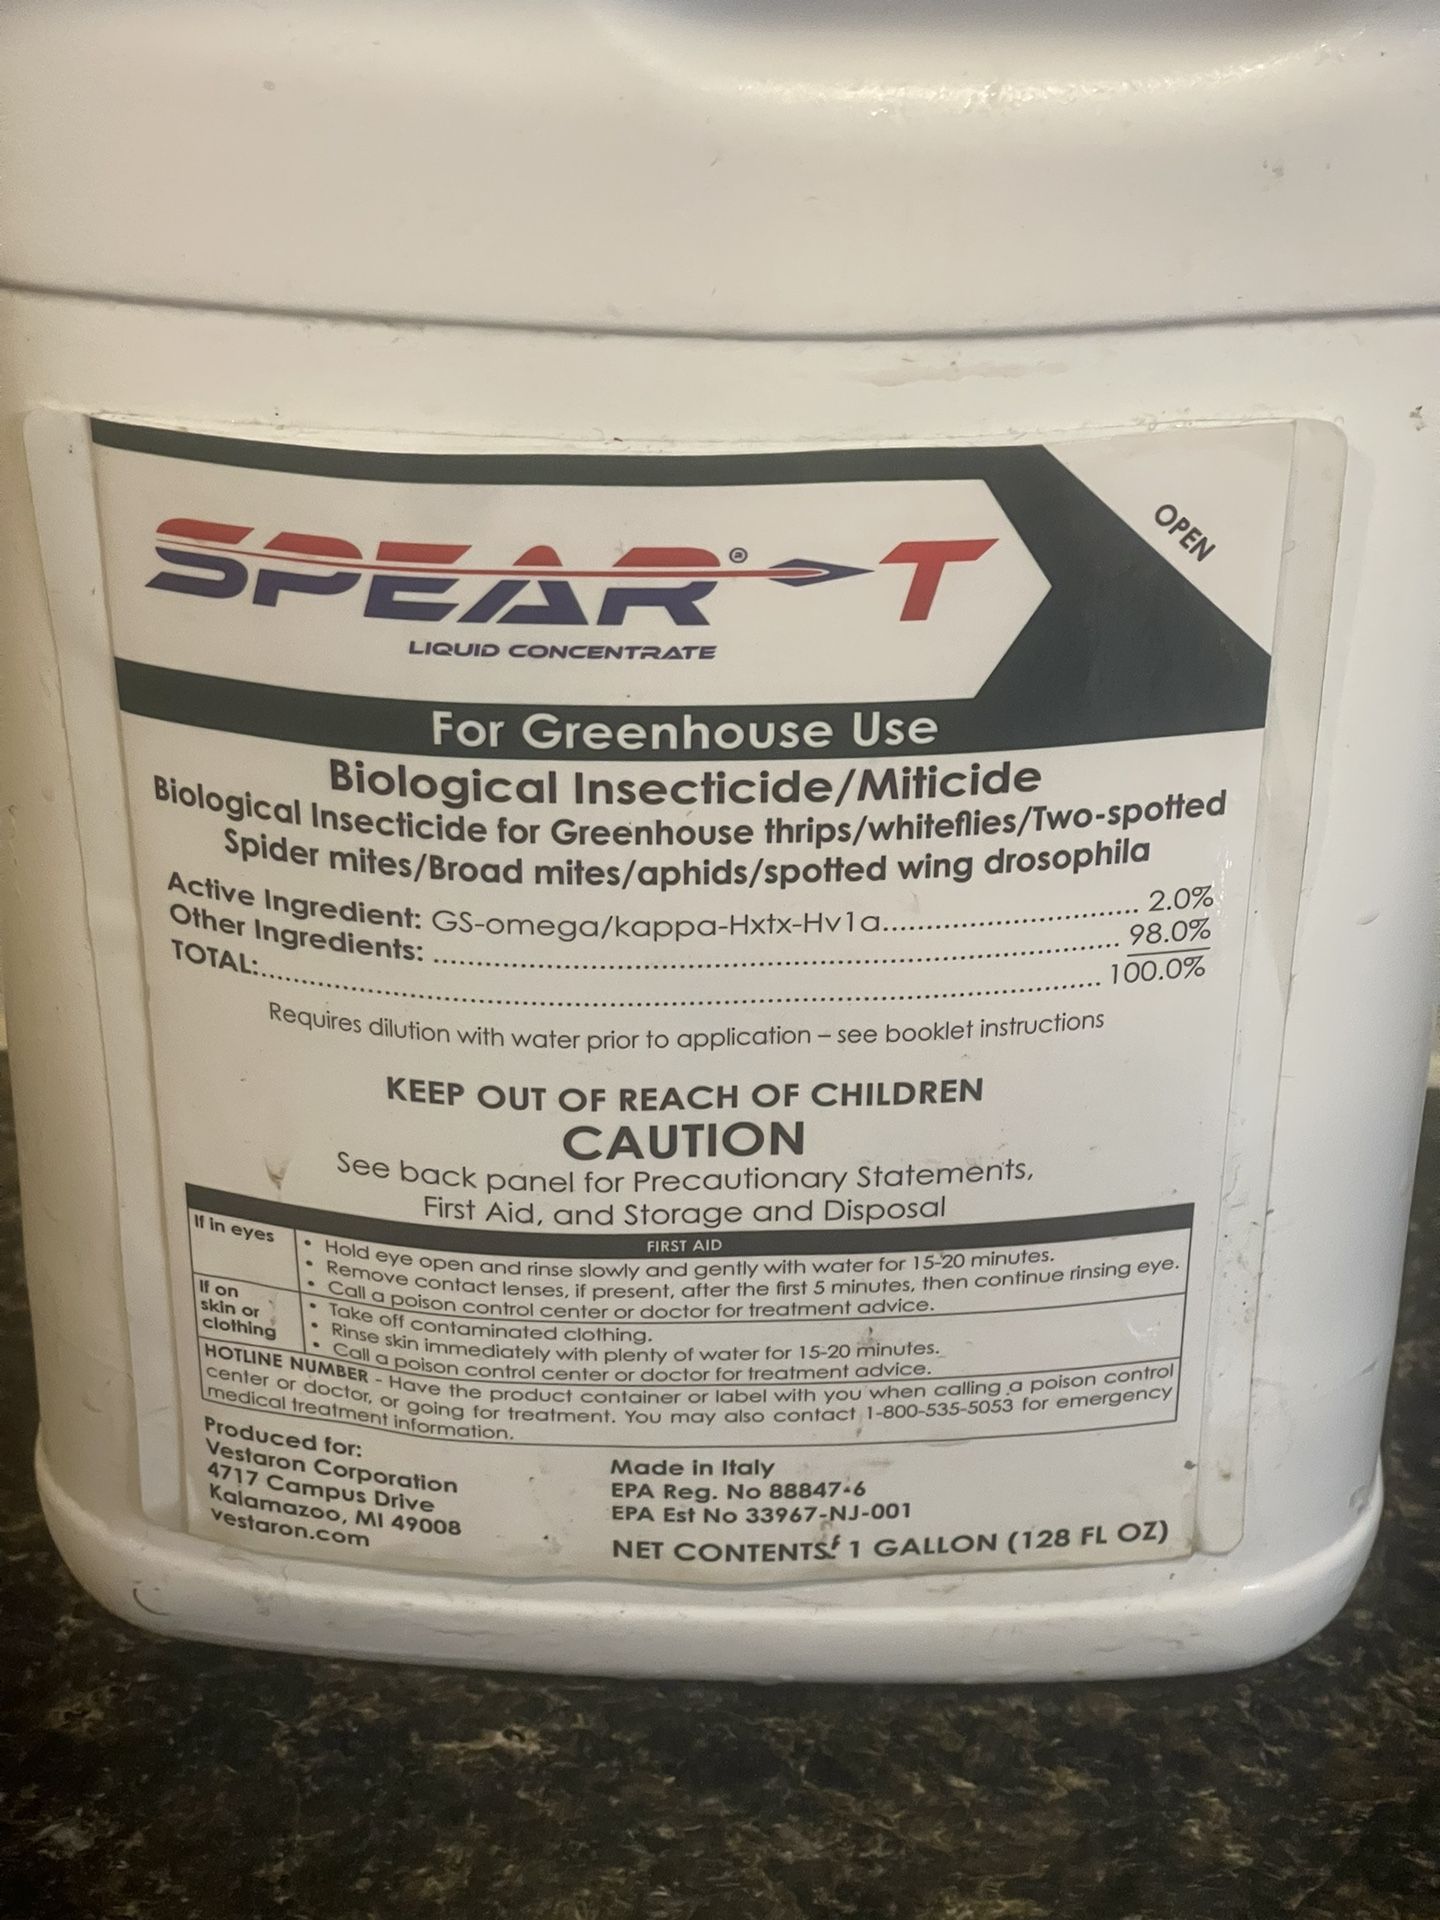 OPEN
SPEAR® T
LIQUID CONCENTRATE
For Greenhouse Use
Biological Insecticide/Miticide
Biological Insecticide for Greenhouse thrips/whiteflies/Two-spotted
Spider mites/Broad mites/aphids/spotted wing drosophila
Active Ingredient: GS-omega/kappa-Hxtx-Hv1a.......................... 2.0%
Other Ingredients: ............................................................ 98.0%
TOTAL:............................................................................ 100.0%
Requires dilution with water prior to application – see booklet instructions
KEEP OUT OF REACH OF CHILDREN
CAUTION
See back panel for Precautionary Statements,
First Aid, and Storage and Disposal
FIRST AID
If in eyes
• Hold eye open and rinse slowly and gently with water for 15-20 minutes.
• Remove contact lenses, if present, after the first 5 minutes, then continue rinsing eye.
• Call a poison control center or doctor for treatment advice.
If on
skin or
clothing
• Take off contaminated clothing.
• Rinse skin immediately with plenty of water for 15-20 minutes.
• Call a poison control center or doctor for treatment advice.
HOTLINE NUMBER - Have the product container or label with you when calling a poison control
center or doctor, or going for treatment. You may also contact 1-800-535-5053 for emergency
medical treatment information.
Produced for:
Vestaron Corporation
4717 Campus Drive
Kalamazoo, MI 49008
vestaron.com
Made in Italy
EPA Reg. No 88847-6
EPA Est No 33967-NJ-001
NET CONTENTS: 1 GALLON (128 FL OZ)